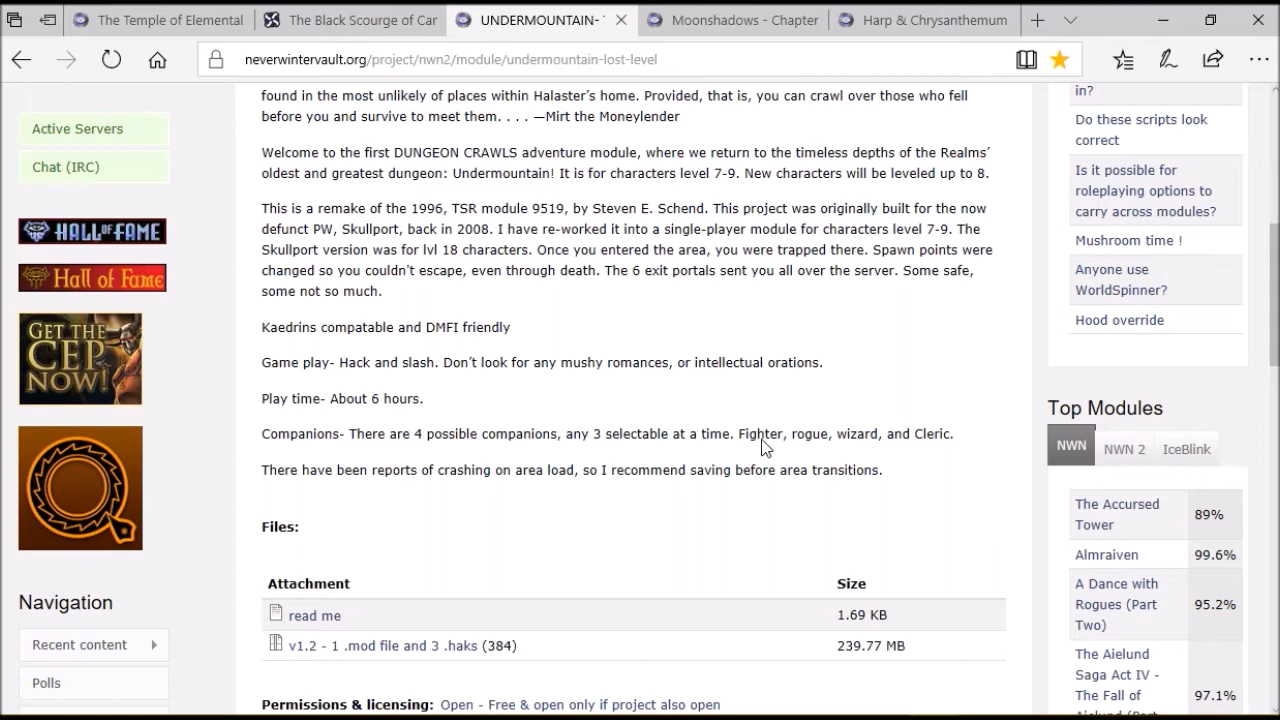 The Temple of Elemental
The Black Scourge of Car
UNDERMOUNTAIN-
Moonshadows - Chapter
Harp & Chrysanthemum
neverwintervault.org/project/nwn2/module/undermountain-lost-level
Active Servers
Chat (IRC)
HALL OF FAME
Hall of Fame
GET THE
CEP
NOW!
Navigation
Recent content
Polls
found in the most unlikely of places within Halaster's home. Provided, that is, you can crawl over those who fell
before you and survive to meet them. . . . —Mirt the Moneylender
Welcome to the first DUNGEON CRAWLS adventure module, where we return to the timeless depths of the Realms´
oldest and greatest dungeon: Undermountain! It is for characters level 7-9. New characters will be leveled up to 8.
This is a remake of the 1996, TSR module 9519, by Steven E. Schend. This project was originally built for the now
defunct PW, Skullport, back in 2008. I have re-worked it into a single-player module for characters level 7-9. The
Skullport version was for lvl 18 characters. Once you entered the area, you were trapped there. Spawn points were
changed so you couldn't escape, even through death. The 6 exit portals sent you all over the server. Some safe,
some not so much.
Kaedrins compatable and DMFI friendly
Game play- Hack and slash. Don´t look for any mushy romances, or intellectual orations.
Play time- About 6 hours.
Companions- There are 4 possible companions, any 3 selectable at a time. Fighter, rogue, wizard, and Cleric.
There have been reports of crashing on area load, so I recommend saving before area transitions.
Files:
Attachment Size
read me 1.69 KB
v1.2 - 1 .mod file and 3 .haks (384) 239.77 MB
Permissions & licensing: Open - Free & open only if project also open
in?
Do these scripts look
correct
Is it possible for
roleplaying options to
carry across modules?
Mushroom time !
Anyone use
WorldSpinner?
Hood override
Top Modules
NWN NWN 2 IceBlink
The Accursed
Tower 89%
Almraiven 99.6%
A Dance with
Rogues (Part 95.2%
Two)
The Aielund
Saga Act IV -
The Fall of 97.1%
Aielund (Part